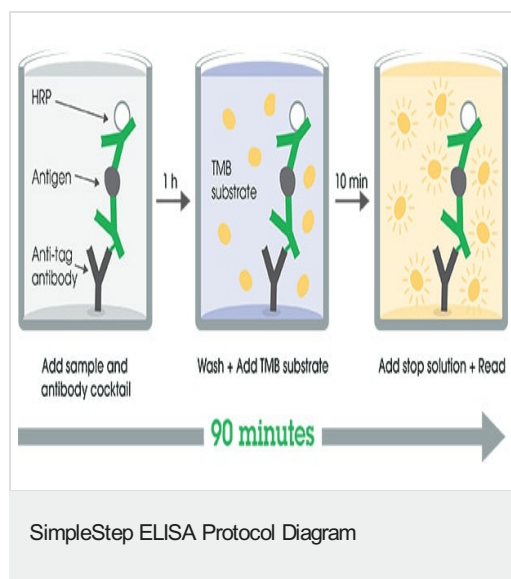 HRP
Antigen
Anti-tag
antibody
1 h
TMB
substrate
10 min
Add sample and
antibody cocktail
Wash + Add TMB substrate
Add stop solution + Read
90 minutes
SimpleStep ELISA Protocol Diagram